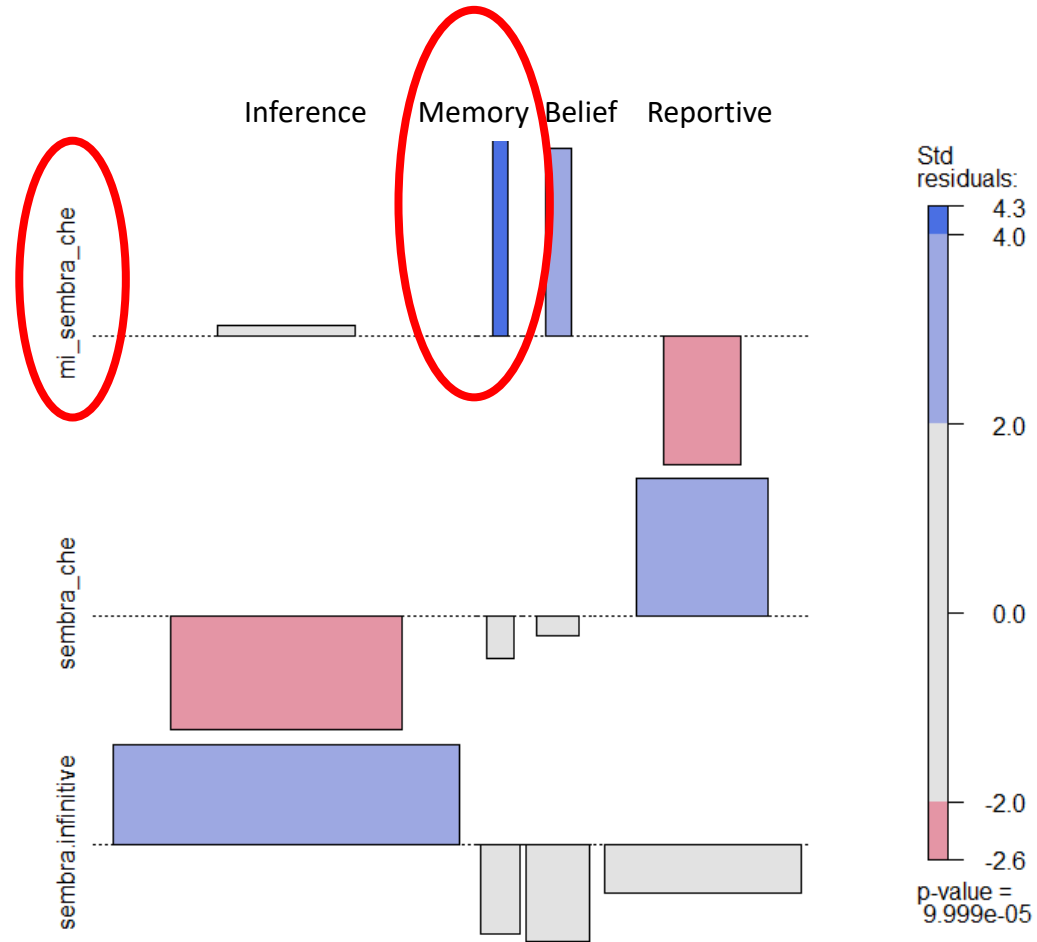 Inference Memory Belief Reportive
mi_sembra_che
sembra_che
sembra.infinitive
Std
residuals:
4.3
4.0
2.0
0.0
-2.0
-2.6
p-value =
9.999e-05